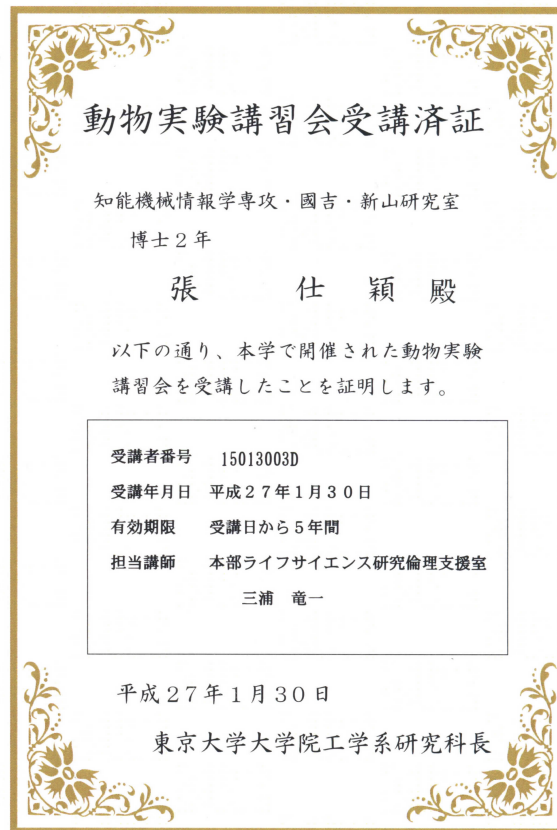 動物実験講習会受講済証
知能機械情報学専攻・國吉・新山研究室
博士2年
張 仕 穎 殿
以下の通り、本学で開催された動物実験
講習会を受講したことを証明します。
受講者番号 15013003D
受講年月日 平成27年1月30日
有効期限 受講日から5年間
担当講師 本部ライフサイエンス研究倫理支援室
三浦 竜一
平成27年1月30日
東京大学大学院工学系研究科長